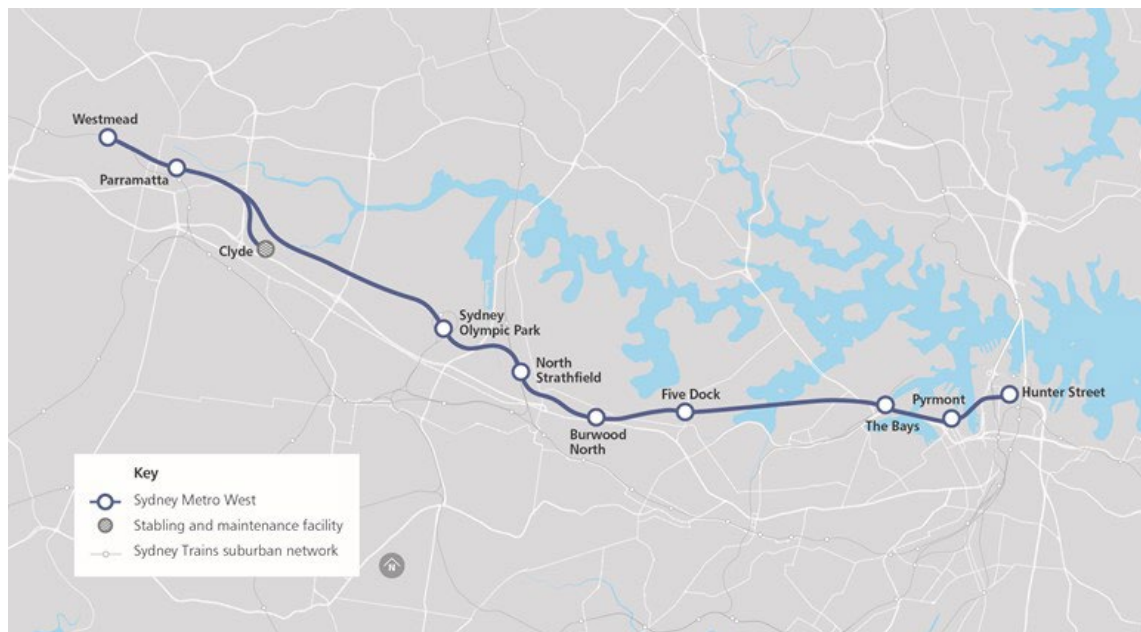 Westmead
Parramatta
Clyde
Sydney
Olympic Park
North
Strathfield
Burwood
North
Five Dock
The Bays
Pyrmont
Hunter Street
Key
Sydney Metro West
Stabling and maintenance facility
Sydney Trains suburban network
N